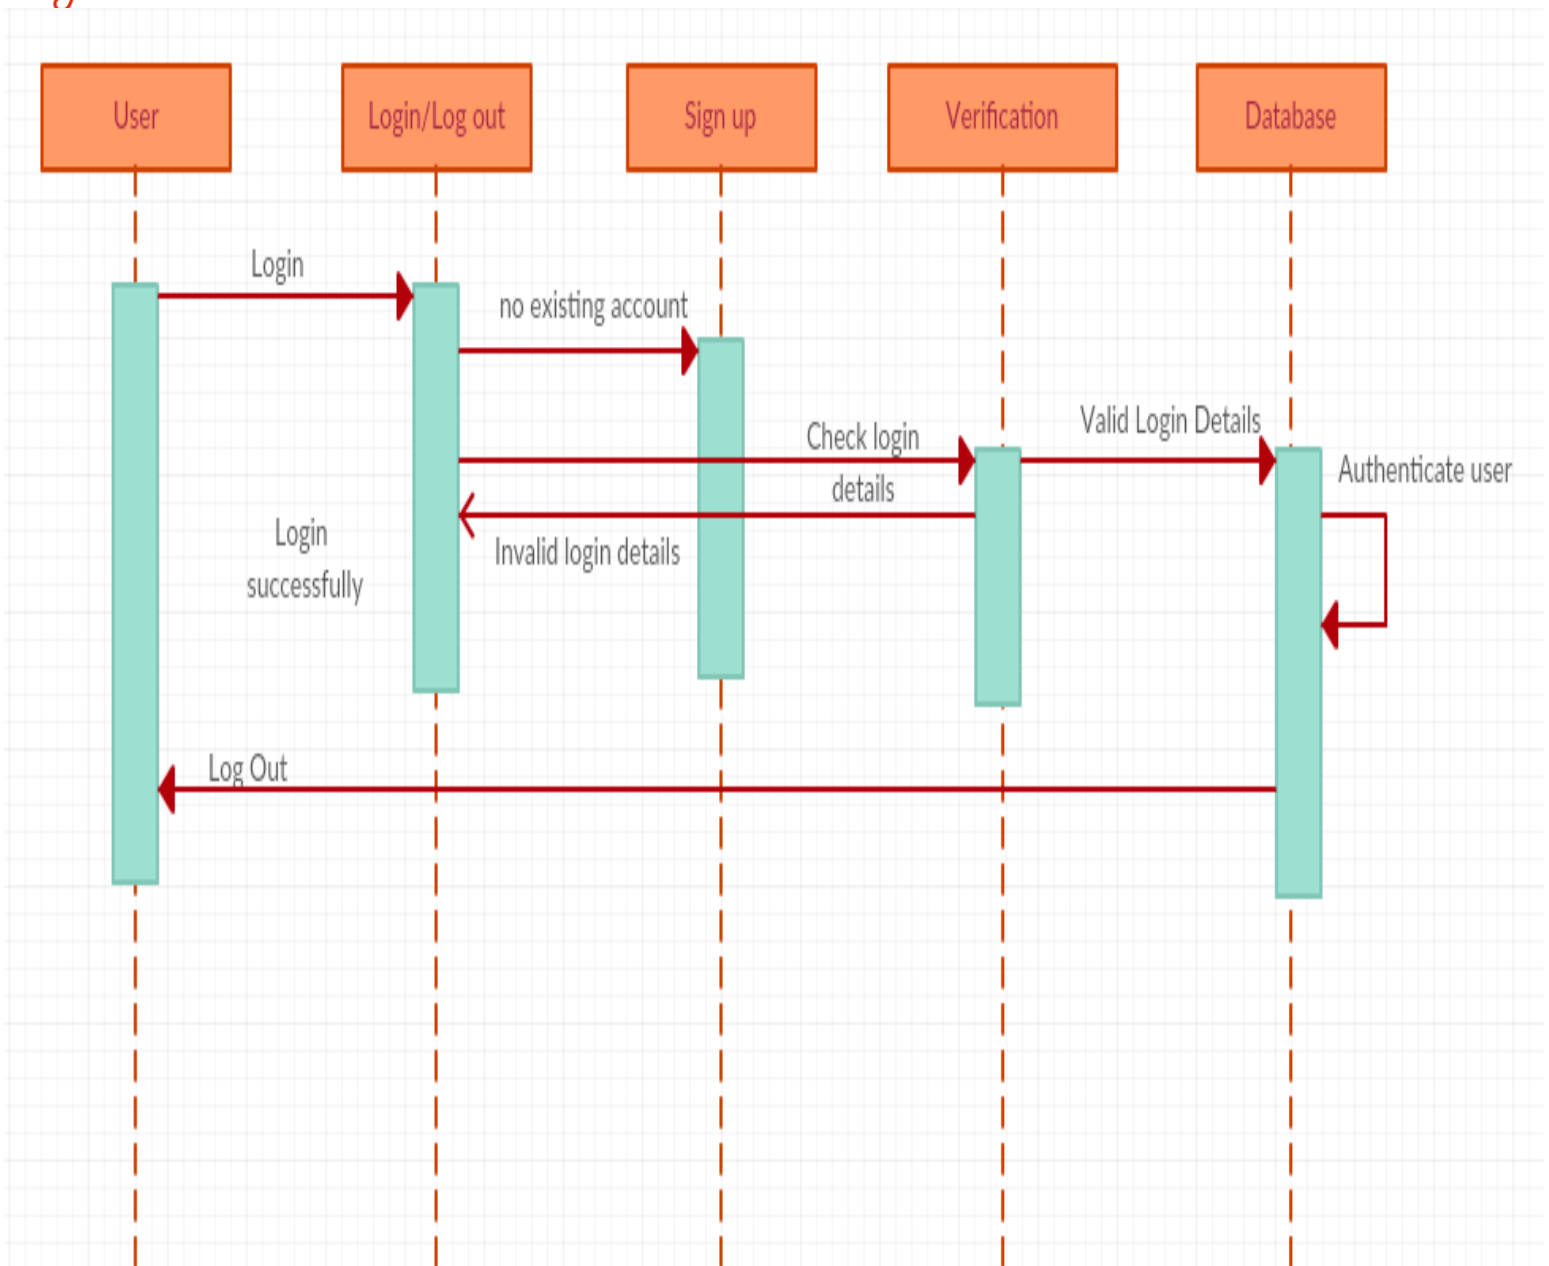 User
Login/Log out
Sign up
Verification
Database
Login
no existing account
Check login
details
Valid Login Details
Authenticate user
Invalid login details
Login
successfully
Log Out